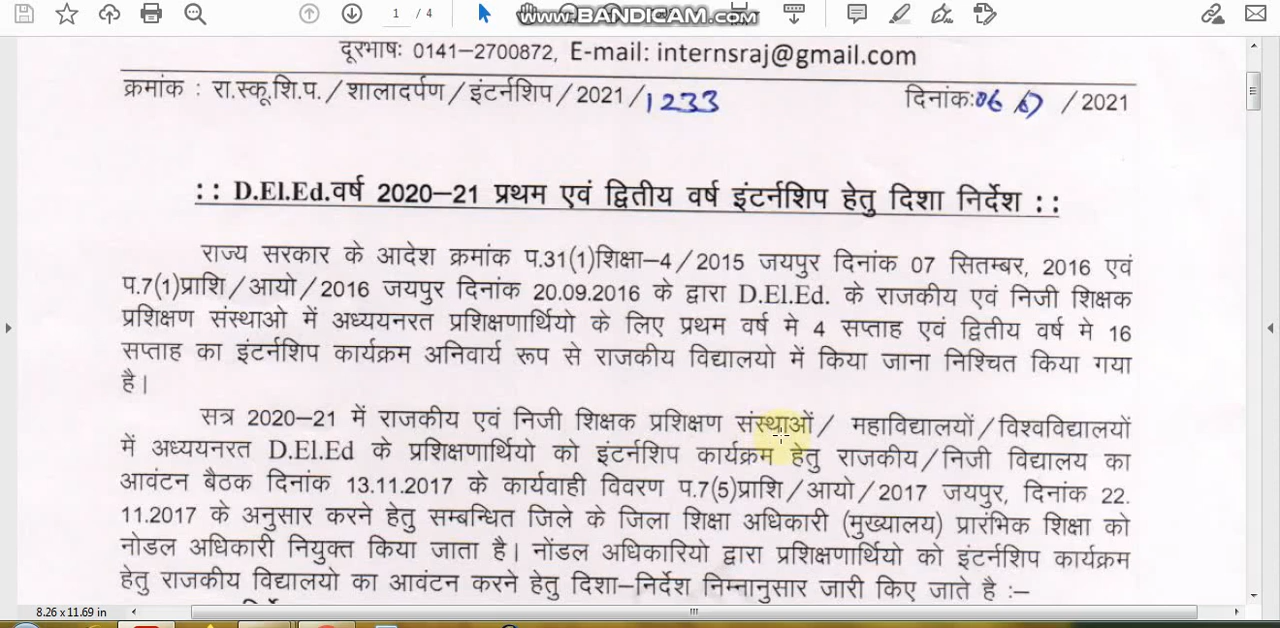 1 / 4
www.BANDICAM.com
दूरभाषः 0141-2700872, E-mail: internsraj@gmail.com
क्रमांक : रा.स्कू.शि.प. / शालादर्पण / इंटर्नशिप / 2021 / 1233 दिनांकः06 / 2021
:: D.El.Ed.वर्ष 2020-21 प्रथम एवं द्वितीय वर्ष इंटर्नशिप हेतु दिशा निर्देश ::
राज्य सरकार के आदेश क्रमांक प.31(1)शिक्षा-4 / 2015 जयपुर दिनांक 07 सितम्बर, 2016 एवं
प.7(1)प्राशि / आयो / 2016 जयपुर दिनांक 20.09.2016 के द्वारा D.El.Ed. के राजकीय एवं निजी शिक्षक
प्रशिक्षण संस्थाओ में अध्ययनरत प्रशिक्षणार्थियो के लिए प्रथम वर्ष मे 4 सप्ताह एवं द्वितीय वर्ष मे 16
सप्ताह का इंटर्नशिप कार्यक्रम अनिवार्य रूप से राजकीय विद्यालयो में किया जाना निश्चित किया गया
है।
सत्र 2020-21 में राजकीय एवं निजी शिक्षक प्रशिक्षण संस्थाओं / महाविद्यालयों / विश्वविद्यालयों
में अध्ययनरत D.El.Ed के प्रशिक्षणार्थियो को इंटर्नशिप कार्यक्रम हेतु राजकीय / निजी विद्यालय का
आवंटन बैठक दिनांक 13.11.2017 के कार्यवाही विवरण प.7(5)प्राशि / आयो / 2017 जयपुर, दिनांक 22.
11.2017 के अनुसार करने हेतु सम्बन्धित जिले के जिला शिक्षा अधिकारी (मुख्यालय) प्रारंभिक शिक्षा को
नोडल अधिकारी नियुक्त किया जाता है। नोंडल अधिकारियो द्वारा प्रशिक्षणार्थियो को इंटर्नशिप कार्यक्रम
हेतु राजकीय विद्यालयो का आवंटन करने हेतु दिशा-निर्देश निम्नानुसार जारी किए जाते है :-
8.26 x 11.69 in